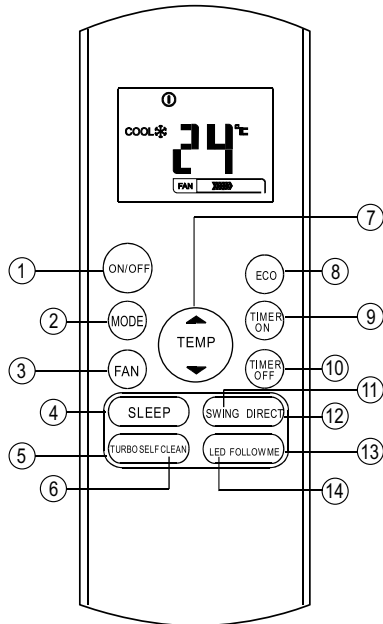 COOL 24 °C
FAN
7
1 ON/OFF ECO 8
2 MODE TEMP TIMER ON 9
3 FAN TIMER OFF 10
11
4 SLEEP SWING DIRECT 12
5 TURBO SELF CLEAN LED FOLLOW ME 13
6 14